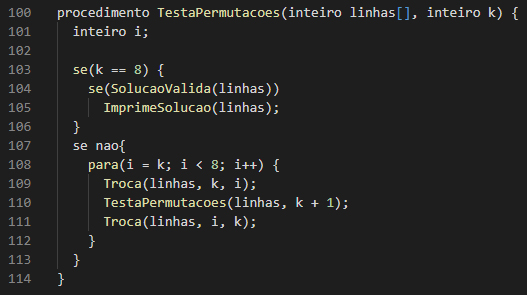 100 procedimento TestaPermutacoes(inteiro linhas[], inteiro k) {
101   inteiro i;
102
103   se(k == 8) {
104     se(SolucaoValida(linhas))
105       ImprimeSolucao(linhas);
106   }
107   se nao{
108     para(i = k; i < 8; i++) {
109       Troca(linhas, k, i);
110       TestaPermutacoes(linhas, k + 1);
111       Troca(linhas, i, k);
112     }
113   }
114 }